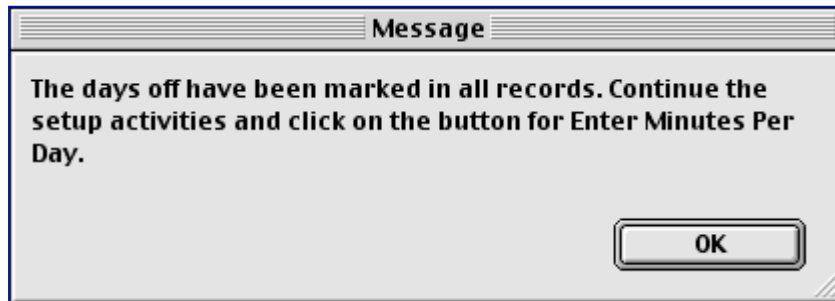 Message
The days off have been marked in all records. Continue the
setup activities and click on the button for Enter Minutes Per
Day.
OK